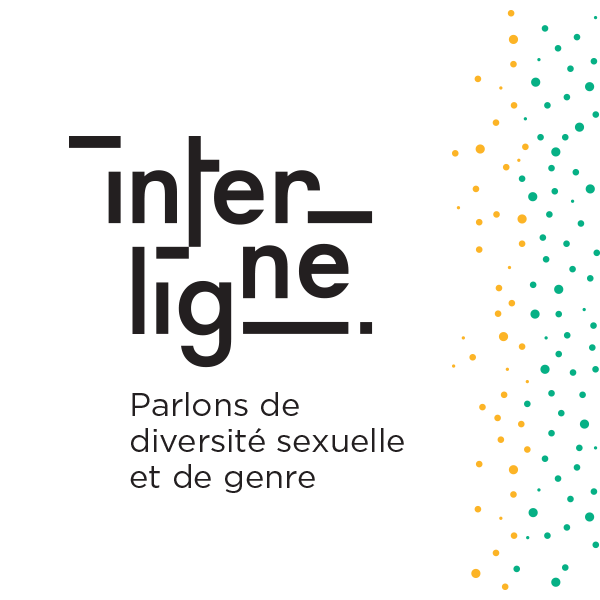 inter
ligne.
Parlons de
diversité sexuelle
et de genre